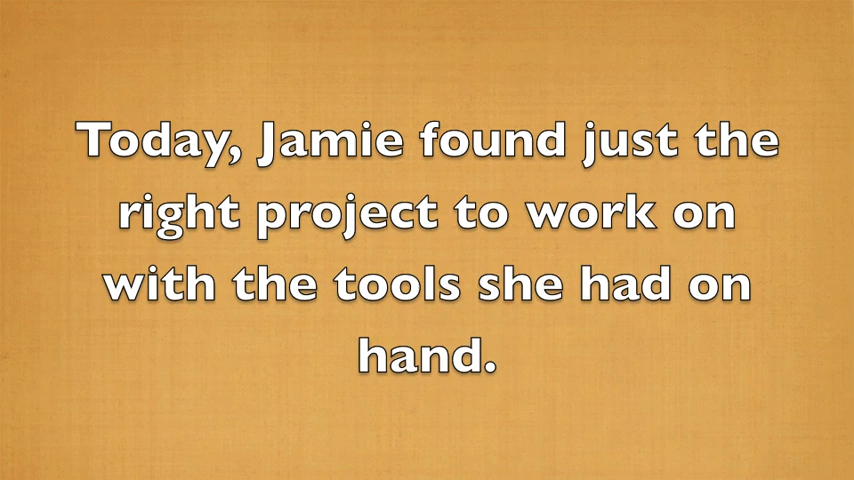 Today, Jamie found just the
right project to work on
with the tools she had on
hand.